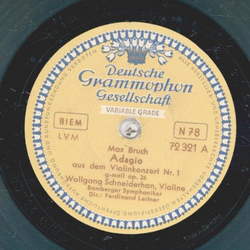 Deutsche
Grammophon
Gesellschaft
VARIABLE GRADE
BIEM
LVM
N 78
72 321 A
Max Bruch
Adagio
aus dem Violinkonzert Nr. 1
g-moll op. 26
Wolfgang Schneiderhan, Violine
Bamberger Symphoniker
Dir.: Ferdinand Leitner